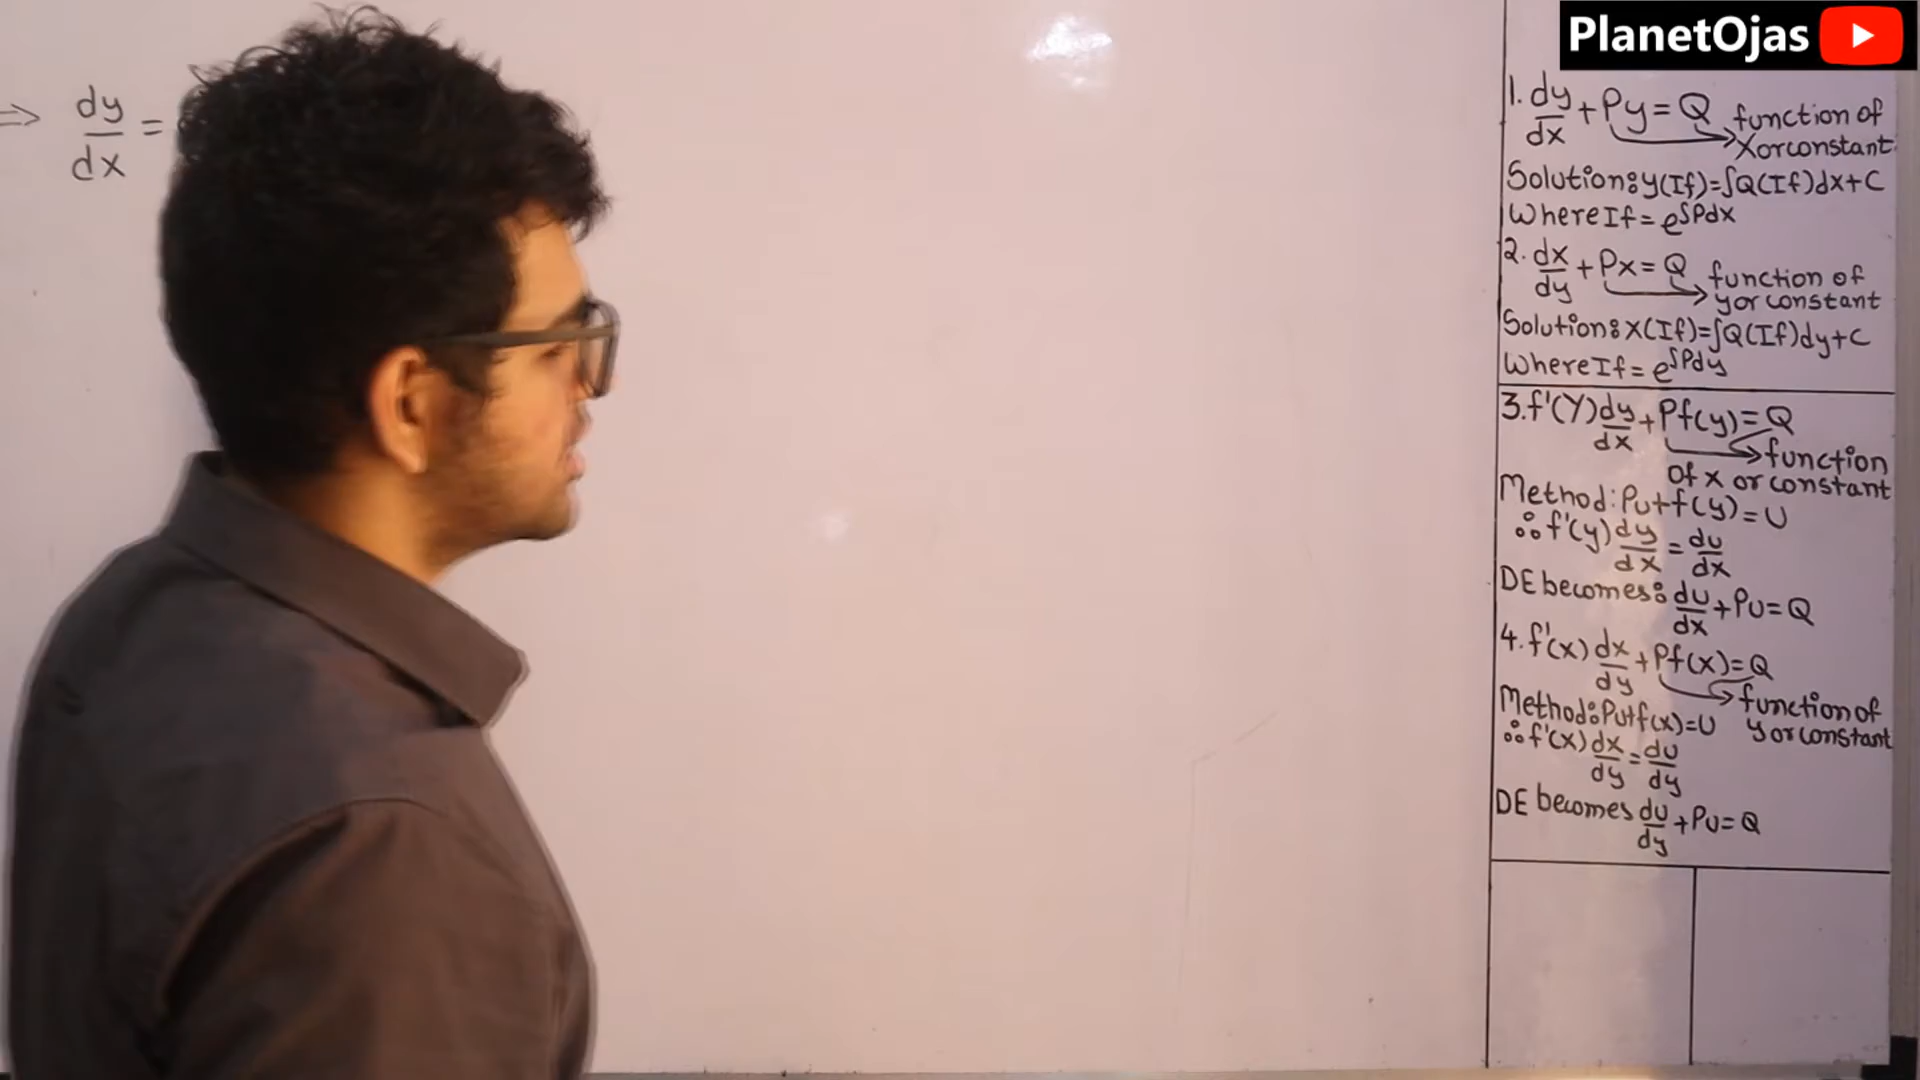 PlanetOjas
⇒ dy/dx =
1. dy/dx + Py = Q function of
X or constant
Solution: y(If)=∫Q(If)dx+C
Where If = e^∫Pdx
2. dx/dy + Px = Q function of
y or constant
Solution: X(If)=∫Q(If)dy+C
Where If = e^∫Pdy
3. f'(Y)dy/dx + Pf(y) = Q
function
of x or constant
Method: Put f(y) = U
∴ f'(y)dy/dx = du/dx
DE becomes: du/dx + Pu = Q
4. f'(x)dx/dy + Pf(x) = Q
function of
y or constant
Method: Put f(x) = U
∴ f'(x)dx/dy = du/dy
DE becomes du/dy + Pu = Q